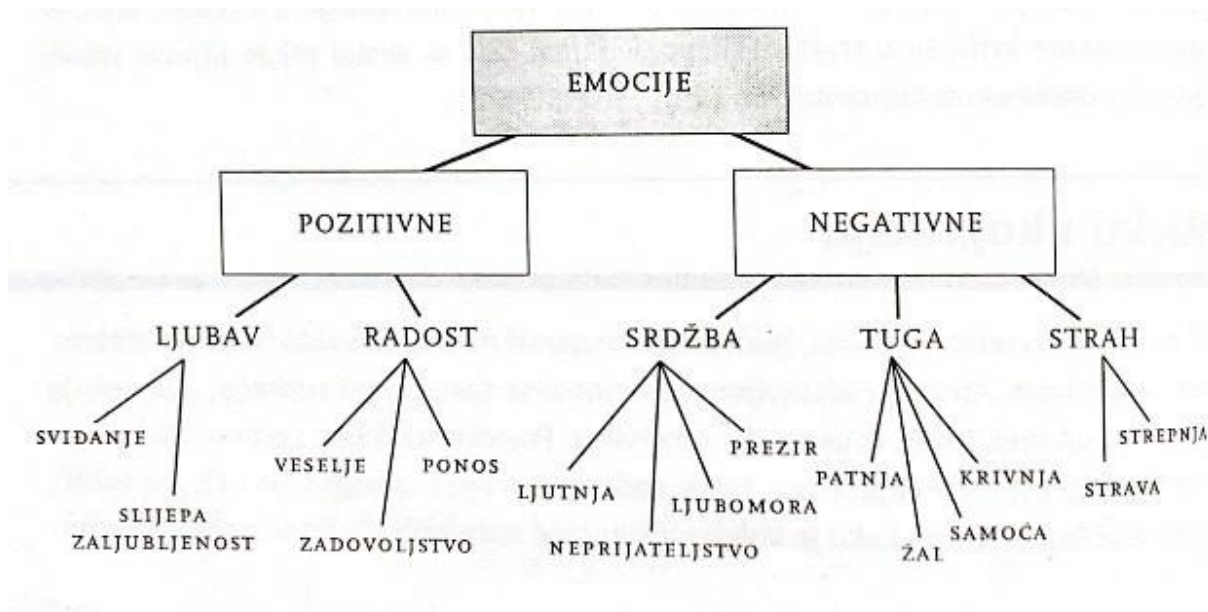 EMOCIJE
POZITIVNE
NEGATIVNE
LJUBAV
RADOST
SRDŽBA
TUGA
STRAH
SVIĐANJE
SLIJEPA
ZALJUBLJENOST
VESELJE
ZADOVOLJSTVO
PONOS
LJUTNJA
NEPRIJATELJSTVO
LJUBOMORA
PREZIR
PATNJA
ŽAL
SAMOĆA
KRIVNJA
STRAVA
STREPNJA